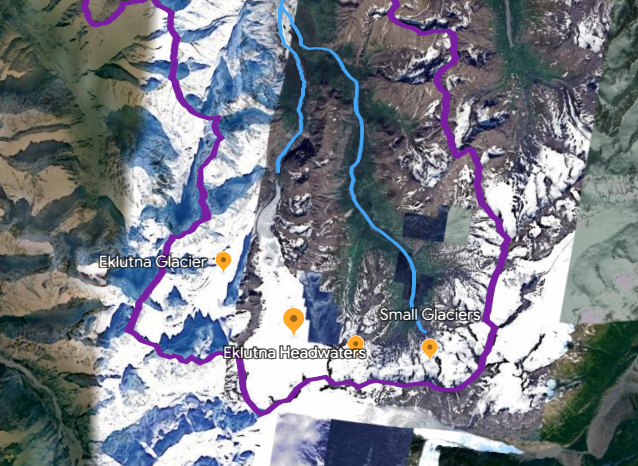 Eklutna Glacier
Small Glaciers
Eklutna Headwaters